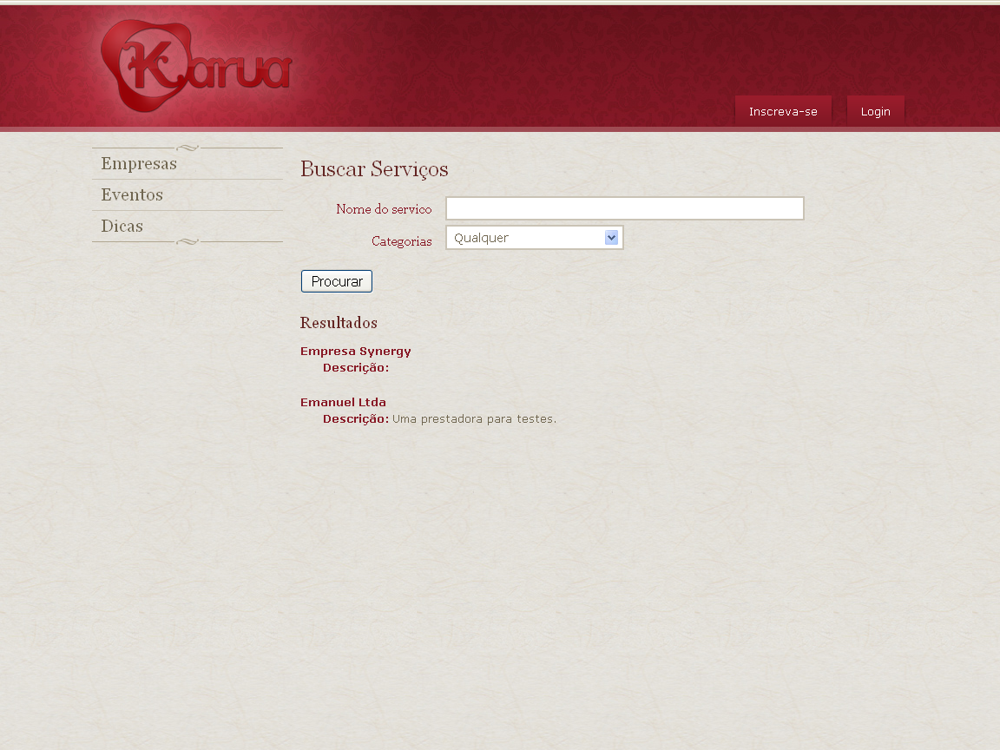 Karua
Inscreva-se
Login
Empresas
Eventos
Dicas
Buscar Serviços
Nome do servico
Categorias
Qualquer
Procurar
Resultados
Empresa Synergy
Descrição:
Emanuel Ltda
Descrição: Uma prestadora para testes.